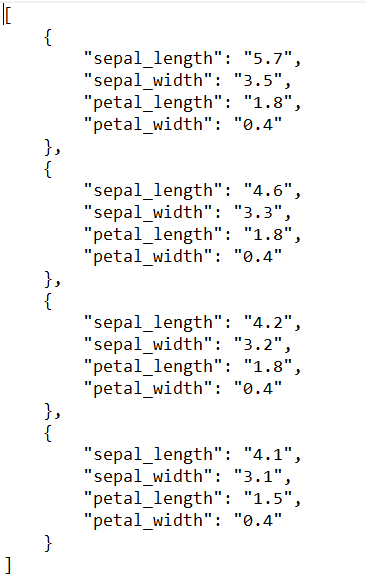 [
    {
        "sepal_length": "5.7",
        "sepal_width": "3.5",
        "petal_length": "1.8",
        "petal_width": "0.4"
    },
    {
        "sepal_length": "4.6",
        "sepal_width": "3.3",
        "petal_length": "1.8",
        "petal_width": "0.4"
    },
    {
        "sepal_length": "4.2",
        "sepal_width": "3.2",
        "petal_length": "1.8",
        "petal_width": "0.4"
    },
    {
        "sepal_length": "4.1",
        "sepal_width": "3.1",
        "petal_length": "1.5",
        "petal_width": "0.4"
    }
]